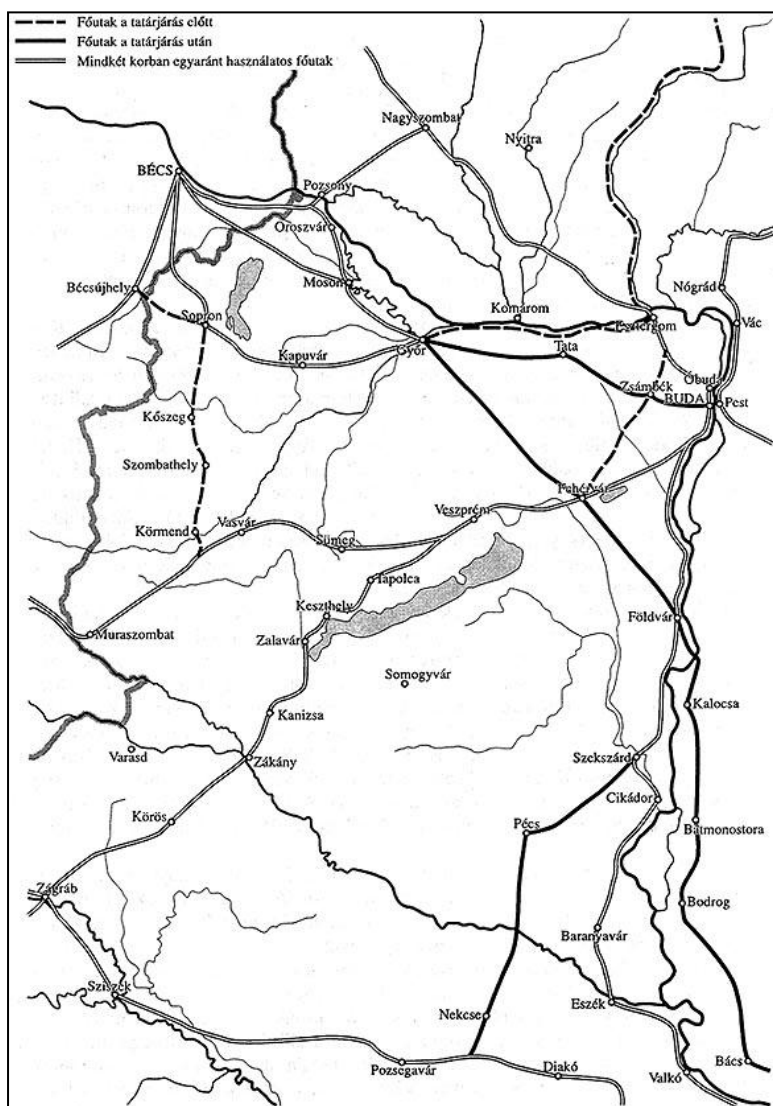 Főutak a tatárjárás előtt
Főutak a tatárjárás után
Mindkét korban egyaránt használatos főutak
Nagyszombat
Nyitra
BÉCS
Pozsony
Oroszvár
Bécsújhely
Moson
Nógrád
Sopron
Komárom
Esztergom
Vác
Győr
Kapuvár
Tata
Óbuda
Zsámbék
BUDA
Pest
Kőszeg
Szombathely
Fehérvár
Veszprém
Körmend
Vasvár
Sümeg
Tapolca
Keszthely
Földvár
Muraszombat
Zalavár
Somogyvár
Kalocsa
Kanizsa
Varasd
Zákány
Szekszárd
Cikádor
Körös
Pécs
Bátmonostora
Zágráb
Bodrog
Baranyavár
Sziszék
Eszék
Nekcse
Pozsegavár
Diakó
Valkó
Bács